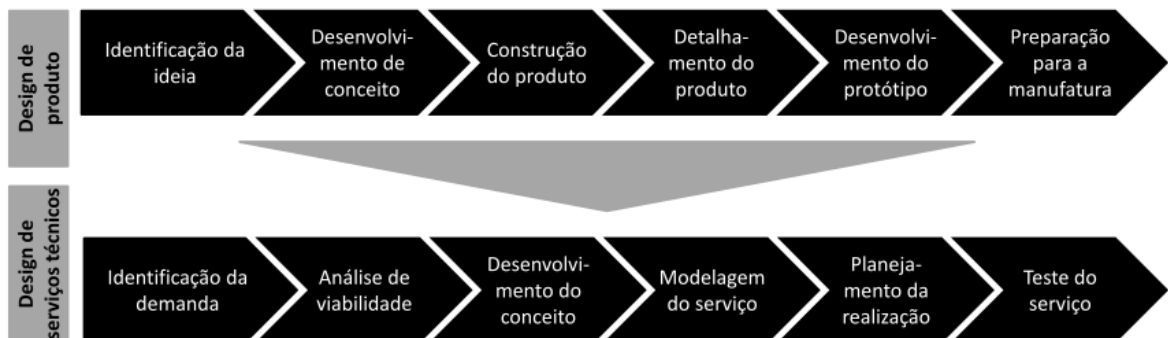 Design de
produto
Identificação da
ideia
Desenvolvi-
mento de
conceito
Construção
do produto
Detalha-
mento do
produto
Desenvolvi-
mento do
protótipo
Preparação
para a
manufatura
Design de
serviços técnicos
Identificação da
demanda
Análise de
viabilidade
Desenvolvi-
mento do
conceito
Modelagem
do serviço
Planeja-
mento da
realização
Teste do
serviço